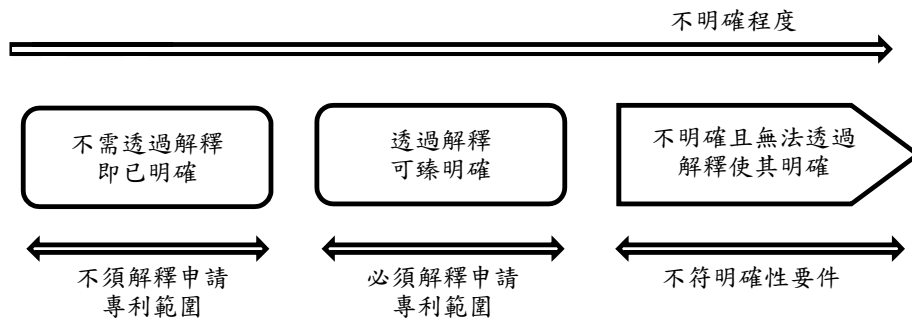 不明確程度
不需透過解釋
即已明確
透過解釋
可臻明確
不明確且無法透過
解釋使其明確
不須解釋申請
專利範圍
必須解釋申請
專利範圍
不符明確性要件